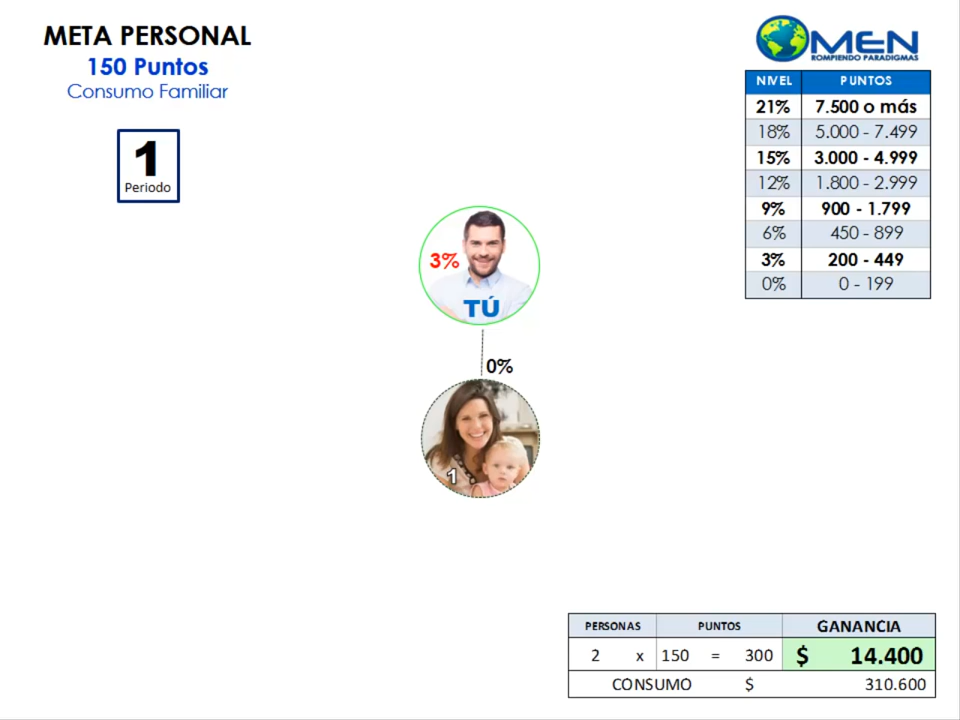 META PERSONAL
150 Puntos
Consumo Familiar
1
Periodo
MEN
ROMPIENDO PARADIGMAS
NIVEL PUNTOS
21% 7.500 o más
18% 5.000 - 7.499
15% 3.000 - 4.999
12% 1.800 - 2.999
9% 900 - 1.799
6% 450 - 899
3% 200 - 449
0% 0 - 199
3%
TÚ
0%
1
PERSONAS PUNTOS GANANCIA
2 x 150 = 300 $ 14.400
CONSUMO $ 310.600